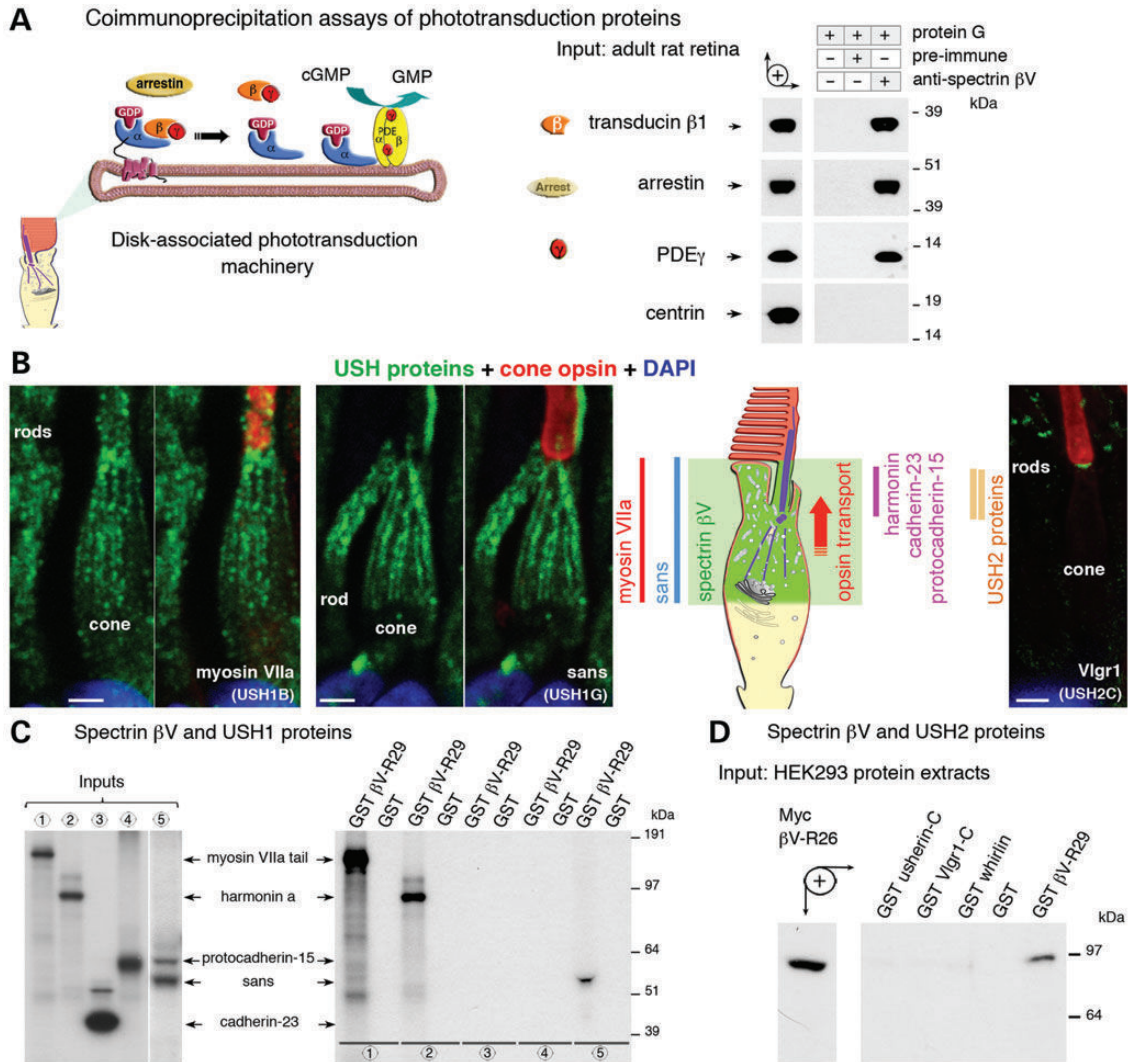 A
Coimmunoprecipitation assays of phototransduction proteins
Input: adult rat retina
+ + + protein G
– + – pre-immune
– – + anti-spectrin βV
kDa
arrestin
cGMP GMP
β γ
GDP
α β γ
GDP
α
GDP
α
γ
PDE
α β
γ
Disk-associated phototransduction
machinery
+
β transducin β1
39
Arrest arrestin
51
39
γ PDEγ
14
centrin
19
14
B
USH proteins + cone opsin + DAPI
rods
cone
myosin VIIa
(USH1B)
rod
cone
sans
(USH1G)
myosin VIIa
sans
spectrin βV
opsin trransport
harmonin
cadherin-23
protocadherin-15
USH2 proteins
rods
cone
Vlgr1
(USH2C)
C
Spectrin βV and USH1 proteins
Inputs
1 2 3 4 5
GST βV-R29
GST
GST βV-R29
GST
GST βV-R29
GST
GST βV-R29
GST
GST βV-R29
GST
kDa
myosin VIIa tail
harmonin a
protocadherin-15
sans
cadherin-23
191
97
64
51
39
1 2 3 4 5
D
Spectrin βV and USH2 proteins
Input: HEK293 protein extracts
Myc
βV-R26
+
GST usherin-C
GST Vlgr1-C
GST whirlin
GST
GST βV-R29
kDa
97
64